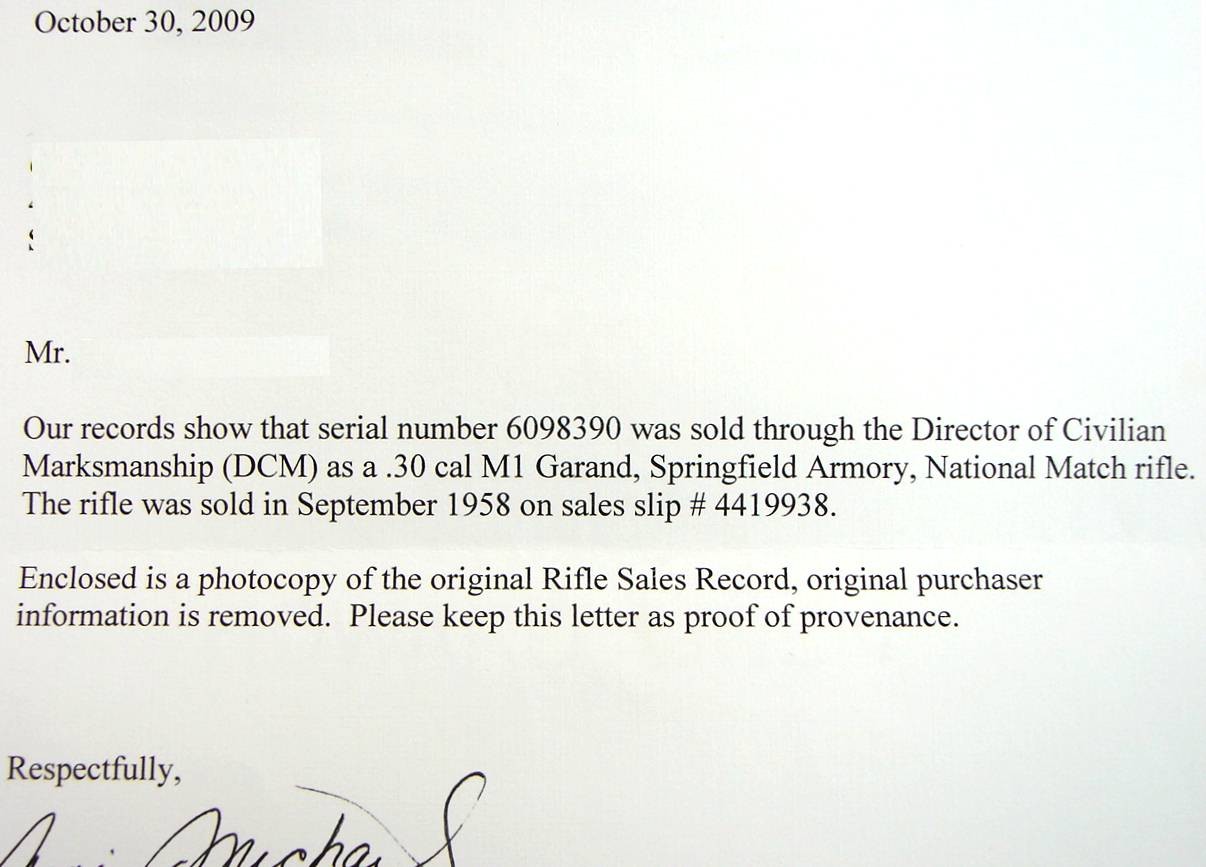 October 30, 2009
Mr.
Our records show that serial number 6098390 was sold through the Director of Civilian
Marksmanship (DCM) as a .30 cal M1 Garand, Springfield Armory, National Match rifle.
The rifle was sold in September 1958 on sales slip # 4419938.
Enclosed is a photocopy of the original Rifle Sales Record, original purchaser
information is removed.  Please keep this letter as proof of provenance.
Respectfully,